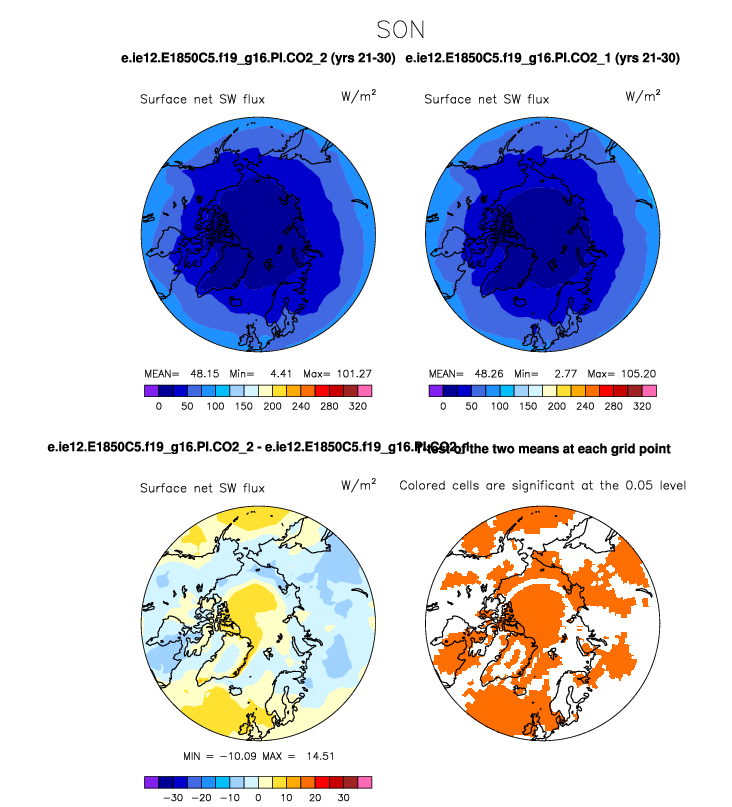 SON
e.ie12.E1850C5.f19_g16.PI.CO2_2 (yrs 21-30) e.ie12.E1850C5.f19_g16.PI.CO2_1 (yrs 21-30)
Surface net SW flux W/m² Surface net SW flux W/m²
MEAN= 48.15 Min= 4.41 Max= 101.27 MEAN= 48.26 Min= 2.77 Max= 105.20
0 50 100 150 200 240 280 320 0 50 100 150 200 240 280 320
e.ie12.E1850C5.f19_g16.PI.CO2_2 - e.ie12.E1850C5.f19_g16.PI.CO2_1 T-test of the two means at each grid point
Surface net SW flux W/m² Colored cells are significant at the 0.05 level
MIN = −10.09 MAX = 14.51
−30 −20 −10 0 10 20 30